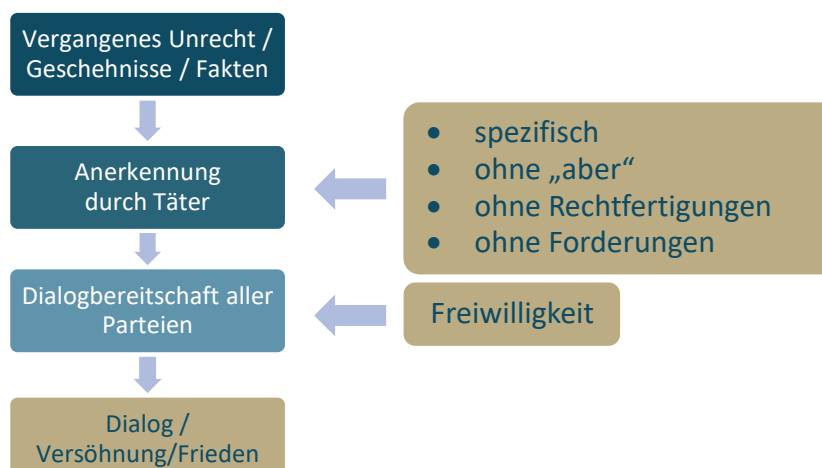 Vergangenes Unrecht /
Geschehnisse / Fakten
Anerkennung
durch Täter
• spezifisch
• ohne „aber“
• ohne Rechtfertigungen
• ohne Forderungen
Dialogbereitschaft aller
Parteien
Freiwilligkeit
Dialog /
Versöhnung/Frieden